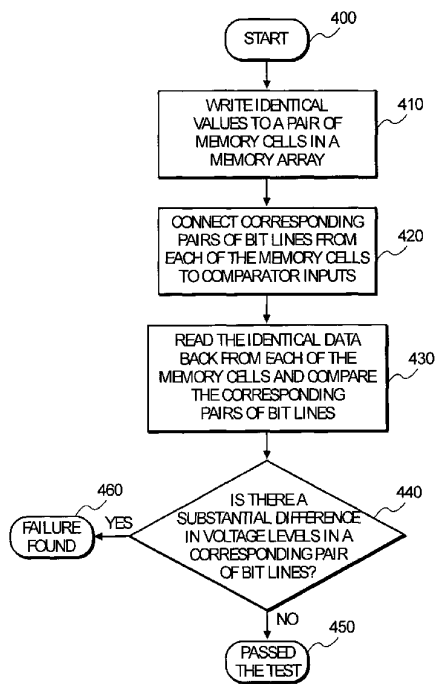 START
400
WRITE IDENTICAL
VALUES TO A PAIR OF
MEMORY CELLS IN A
MEMORY ARRAY
410
CONNECT CORRESPONDING
PAIRS OF BIT LINES FROM
EACH OF THE MEMORY CELLS
TO COMPARATOR INPUTS
420
READ THE IDENTICAL DATA
BACK FROM EACH OF THE
MEMORY CELLS AND COMPARE
THE CORRESPONDING
PAIRS OF BIT LINES
430
IS THERE A
SUBSTANTIAL DIFFERENCE
IN VOLTAGE LEVELS IN A
CORRESPONDING PAIR
OF BIT LINES?
440
YES
460
FAILURE
FOUND
NO
450
PASSED
THE TEST